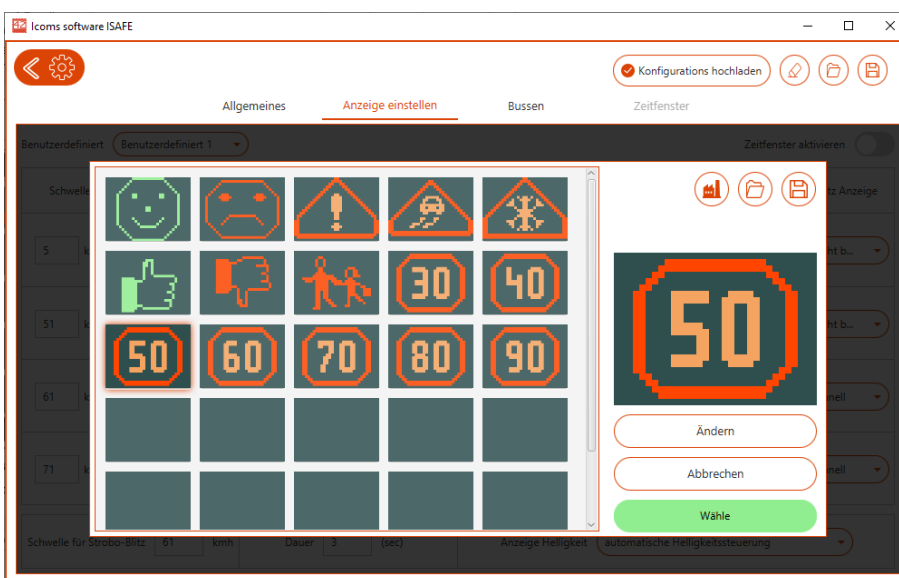 Icoms software ISAFE
Konfigurations hochladen
Allgemeines Anzeige einstellen Bussen Zeitfenster
Benutzerdefiniert Benutzerdefiniert 1 Zeitfenster aktivieren
Schwelle Anzeige
5
30 40
51
50 60 70 80 90
50
61
Ändern
71
Abbrechen
Wähle
Schwelle für Strobo-Blitz 61 kmh Dauer 3 (sec) Anzeige Helligkeit automatische Helligkeitssteuerung